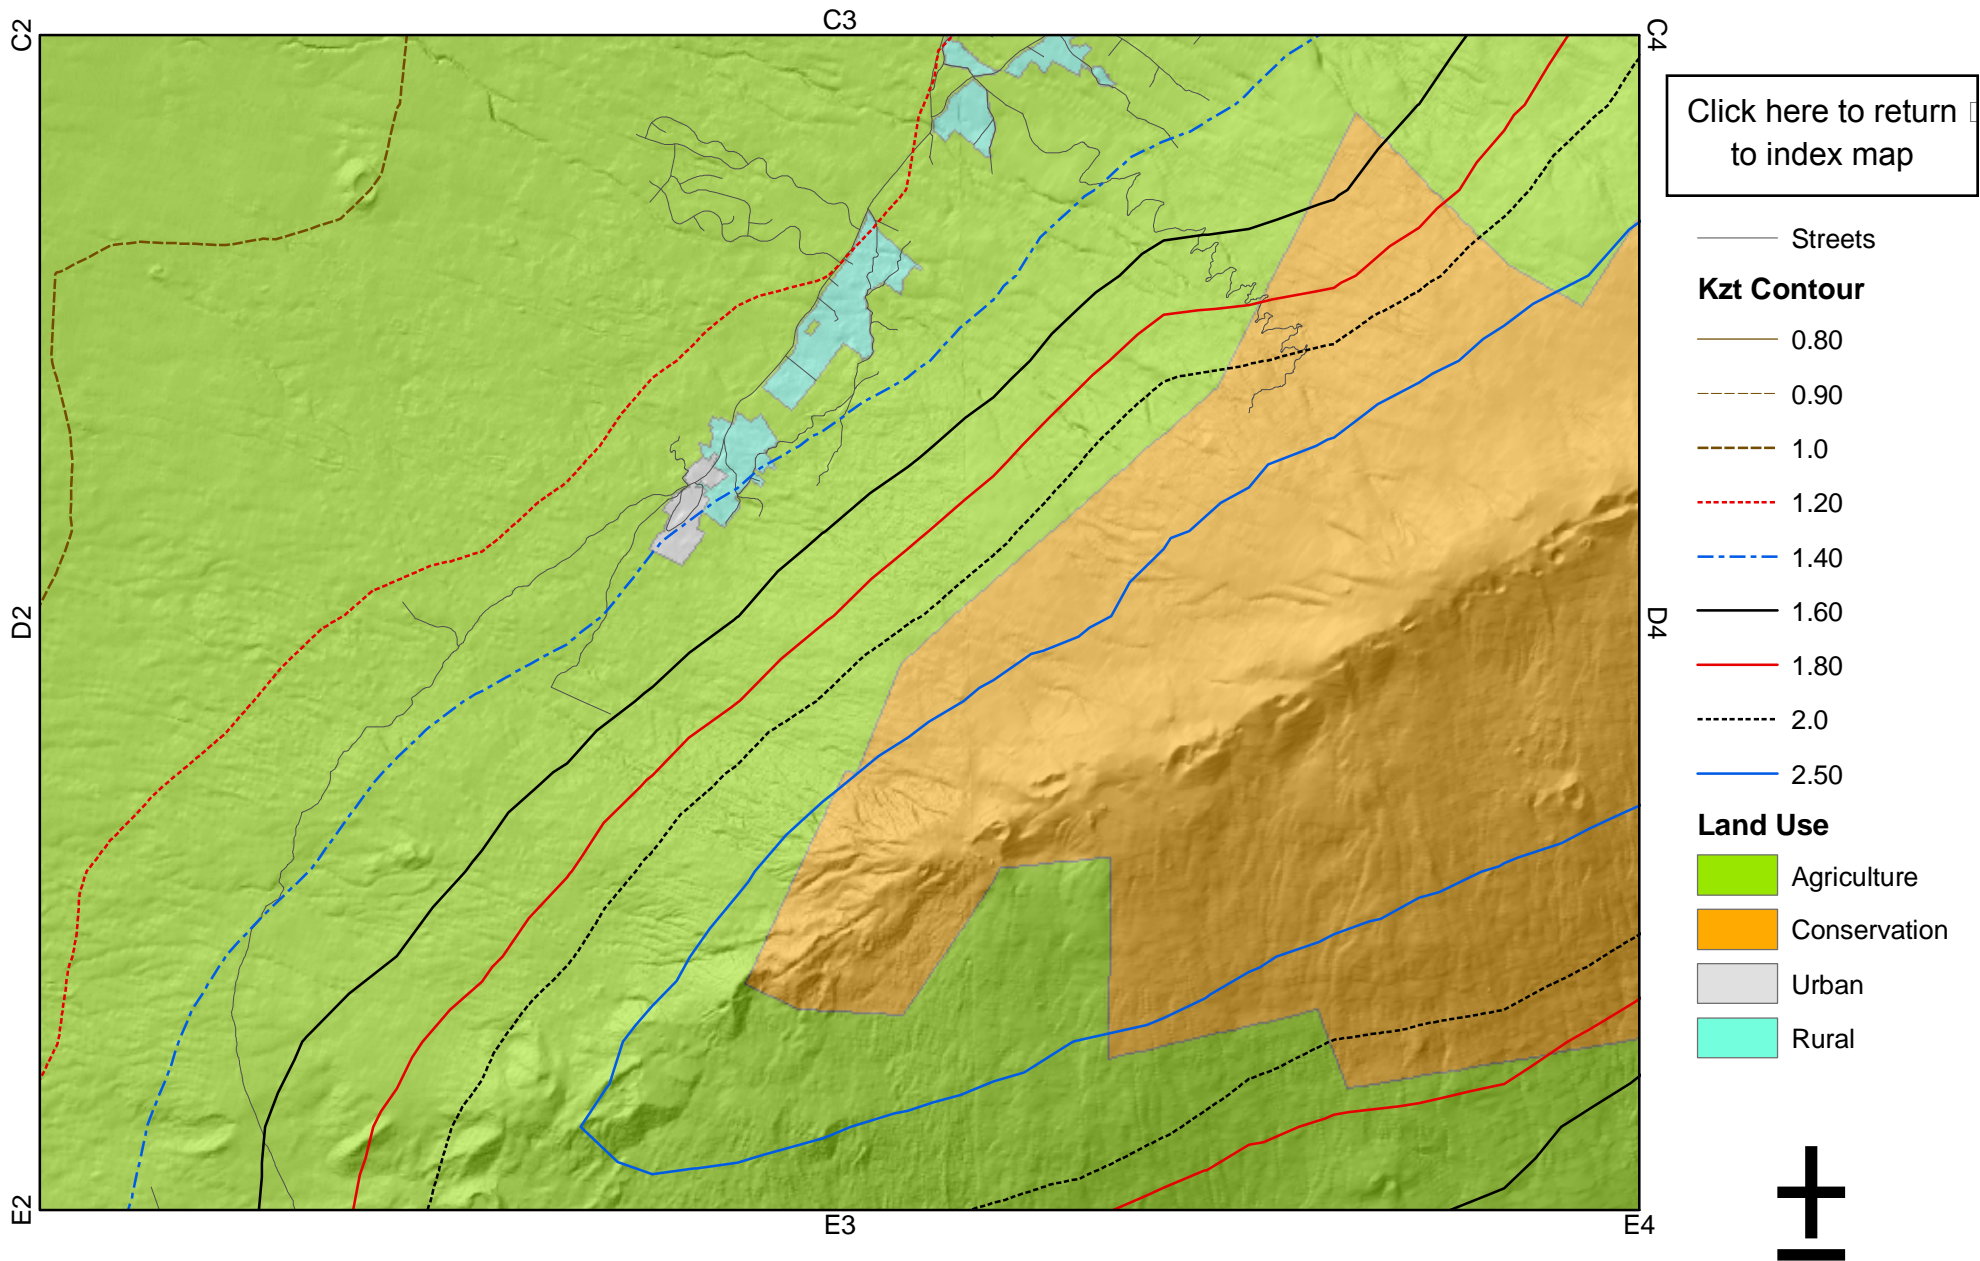 C2
C3
C4
Click here to return
to index map
Streets
Kzt Contour
0.80
0.90
1.0
1.20
1.40
1.60
1.80
2.0
2.50
Land Use
Agriculture
Conservation
Urban
Rural
D2
D4
E2
E3
E4